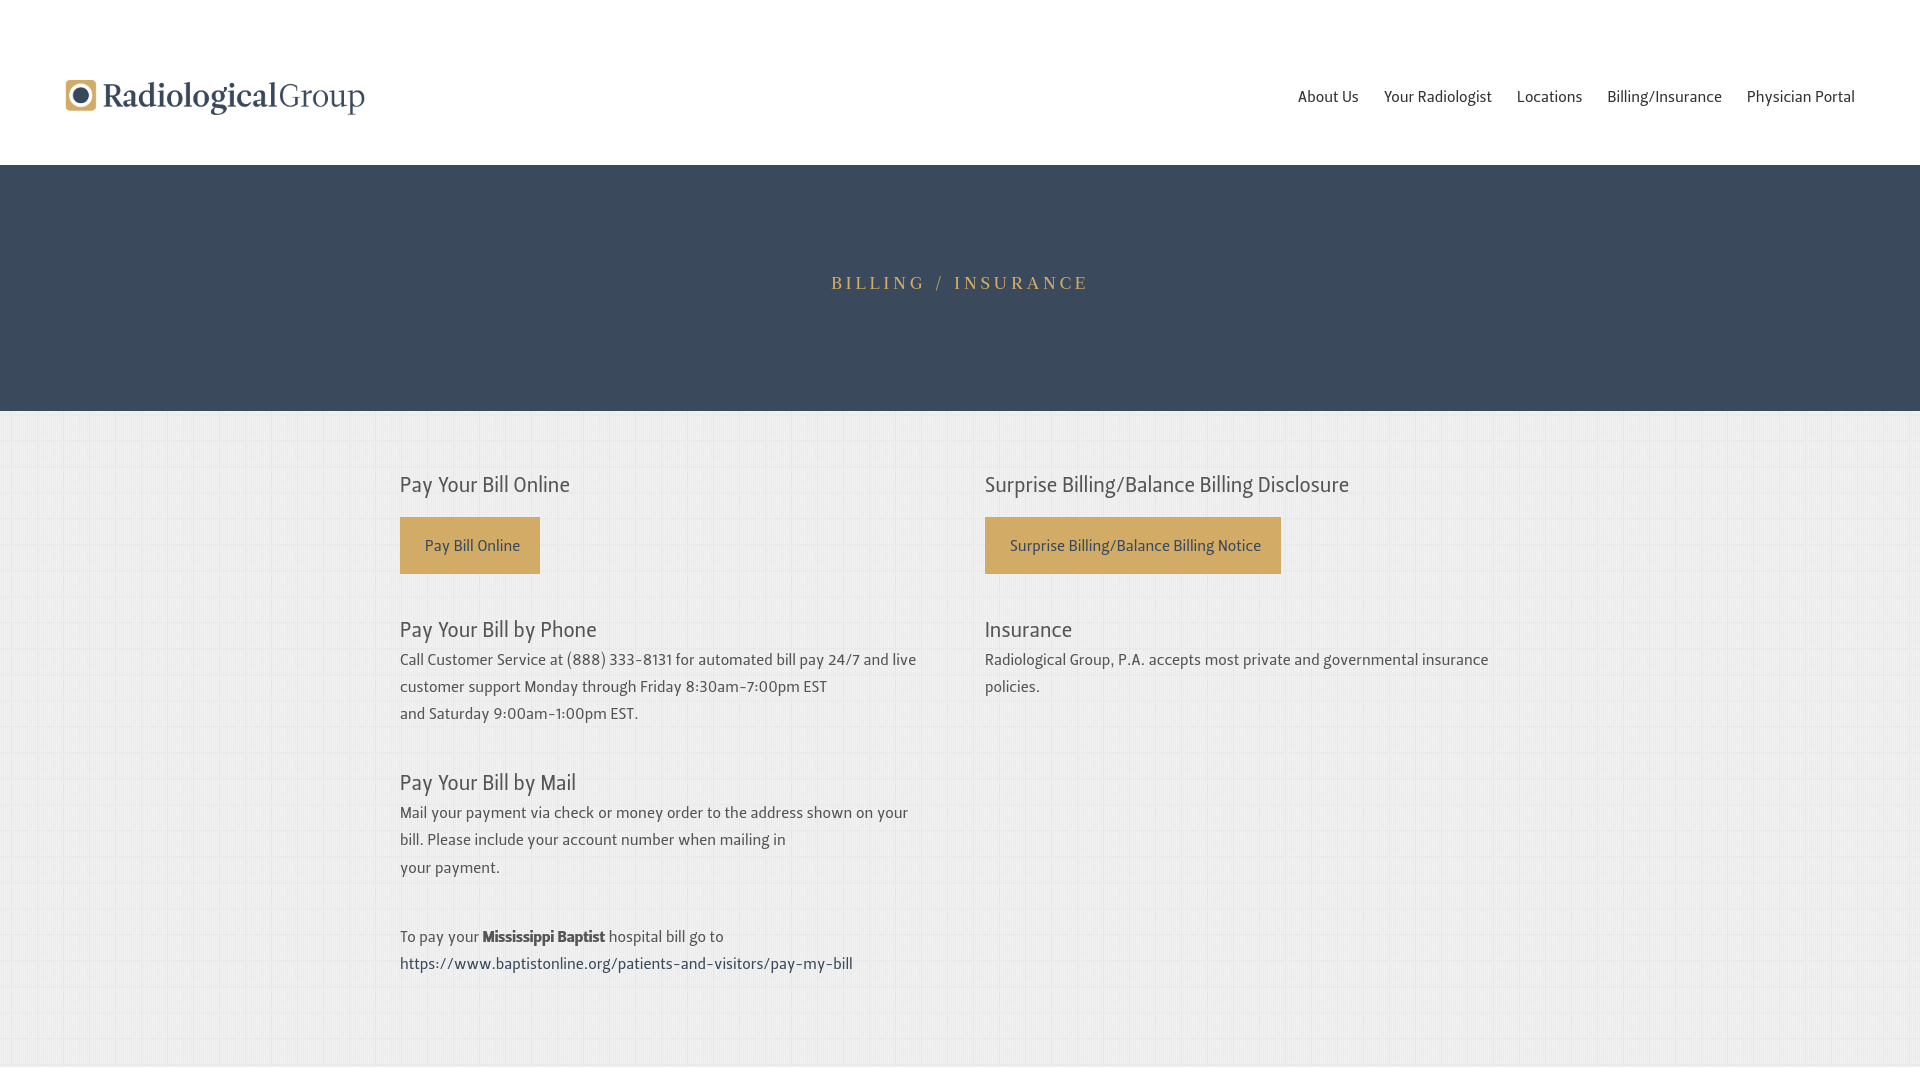 RadiologicalGroup
About Us Your Radiologist Locations Billing/Insurance Physician Portal
BILLING / INSURANCE
Pay Your Bill Online
Pay Bill Online
Pay Your Bill by Phone
Call Customer Service at (888) 333-8131 for automated bill pay 24/7 and live
customer support Monday through Friday 8:30am-7:00pm EST
and Saturday 9:00am-1:00pm EST.
Pay Your Bill by Mail
Mail your payment via check or money order to the address shown on your
bill. Please include your account number when mailing in
your payment.
To pay your Mississippi Baptist hospital bill go to
https://www.baptistonline.org/patients-and-visitors/pay-my-bill
Surprise Billing/Balance Billing Disclosure
Surprise Billing/Balance Billing Notice
Insurance
Radiological Group, P.A. accepts most private and governmental insurance
policies.